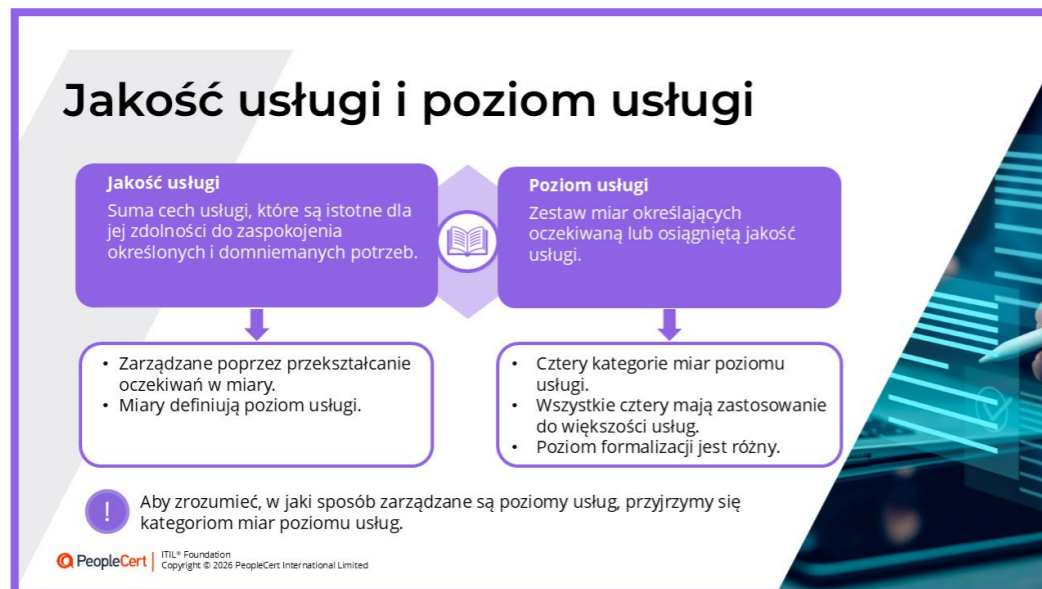 Jakość usługi i poziom usługi
Jakość usługi
Suma cech usługi, które są istotne dla
jej zdolności do zaspokojenia
określonych i domniemanych potrzeb.
Poziom usługi
Zestaw miar określających
oczekiwaną lub osiągniętą jakość
usługi.
• Zarządzane poprzez przekształcanie
oczekiwań w miary.
• Miary definiują poziom usługi.
• Cztery kategorie miar poziomu
usługi.
• Wszystkie cztery mają zastosowanie
do większości usług.
• Poziom formalizacji jest różny.
! Aby zrozumieć, w jaki sposób zarządzane są poziomy usług, przyjrzymy się
kategoriom miar poziomu usług.
PeopleCert
ITIL® Foundation
Copyright © 2026 PeopleCert International Limited